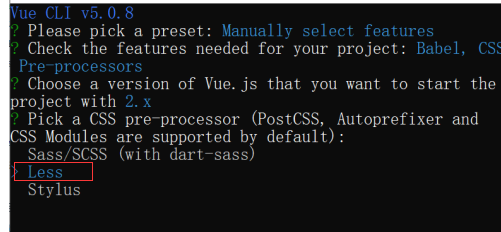 Vue CLI v5.0.8
? Please pick a preset: Manually select features
? Check the features needed for your project: Babel, CSS
Pre-processors
? Choose a version of Vue.js that you want to start the
project with 2.x
? Pick a CSS pre-processor (PostCSS, Autoprefixer and
CSS Modules are supported by default):
Sass/SCSS (with dart-sass)
> Less
Stylus